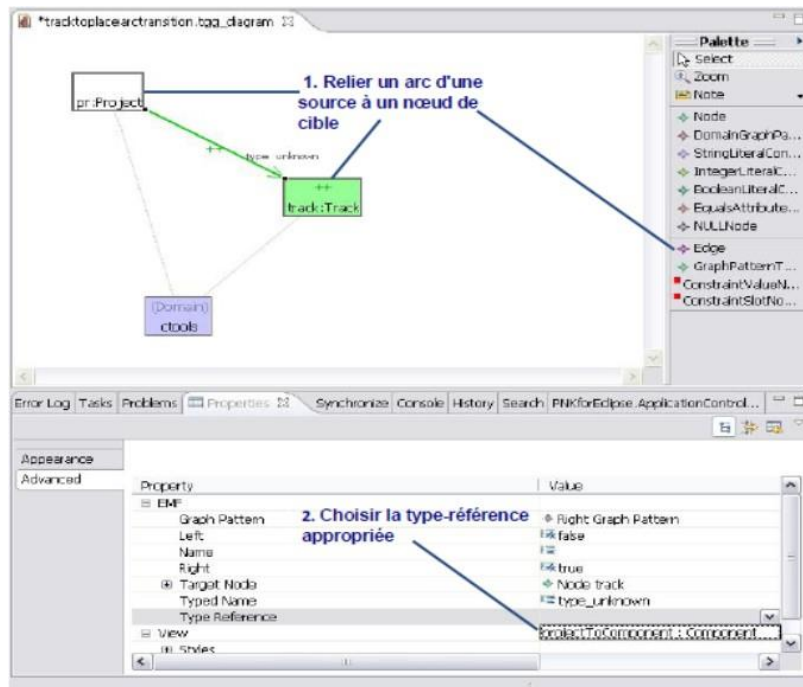 *tracktoplacearctransition.tgg_diagram
Palette
Select
Zoom
Note
Node
DomainGraphPa...
StringLiteralCon...
IntegerLiteralC...
BooleanLiteralC...
EqualsAttribute...
NULLNode
Edge
GraphPatternT...
ConstraintValueN...
ConstraintSlotNo...
1. Relier un arc d'une
source à un nœud de
cible
pr:Project
++
type_unknown
++
track:Track
(Domain)
ctools
Error Log Tasks Problems Properties Synchronize Console History Search PNKforEclipse.ApplicationControl...
Appearance
Advanced
Property Value
EMF
Graph Pattern Right Graph Pattern
Left false
Name
Right true
Target Node Node track
Typed Name type_unknown
Type Reference
projectToComponent : Component
View
Styles
2. Choisir la type-référence
appropriée